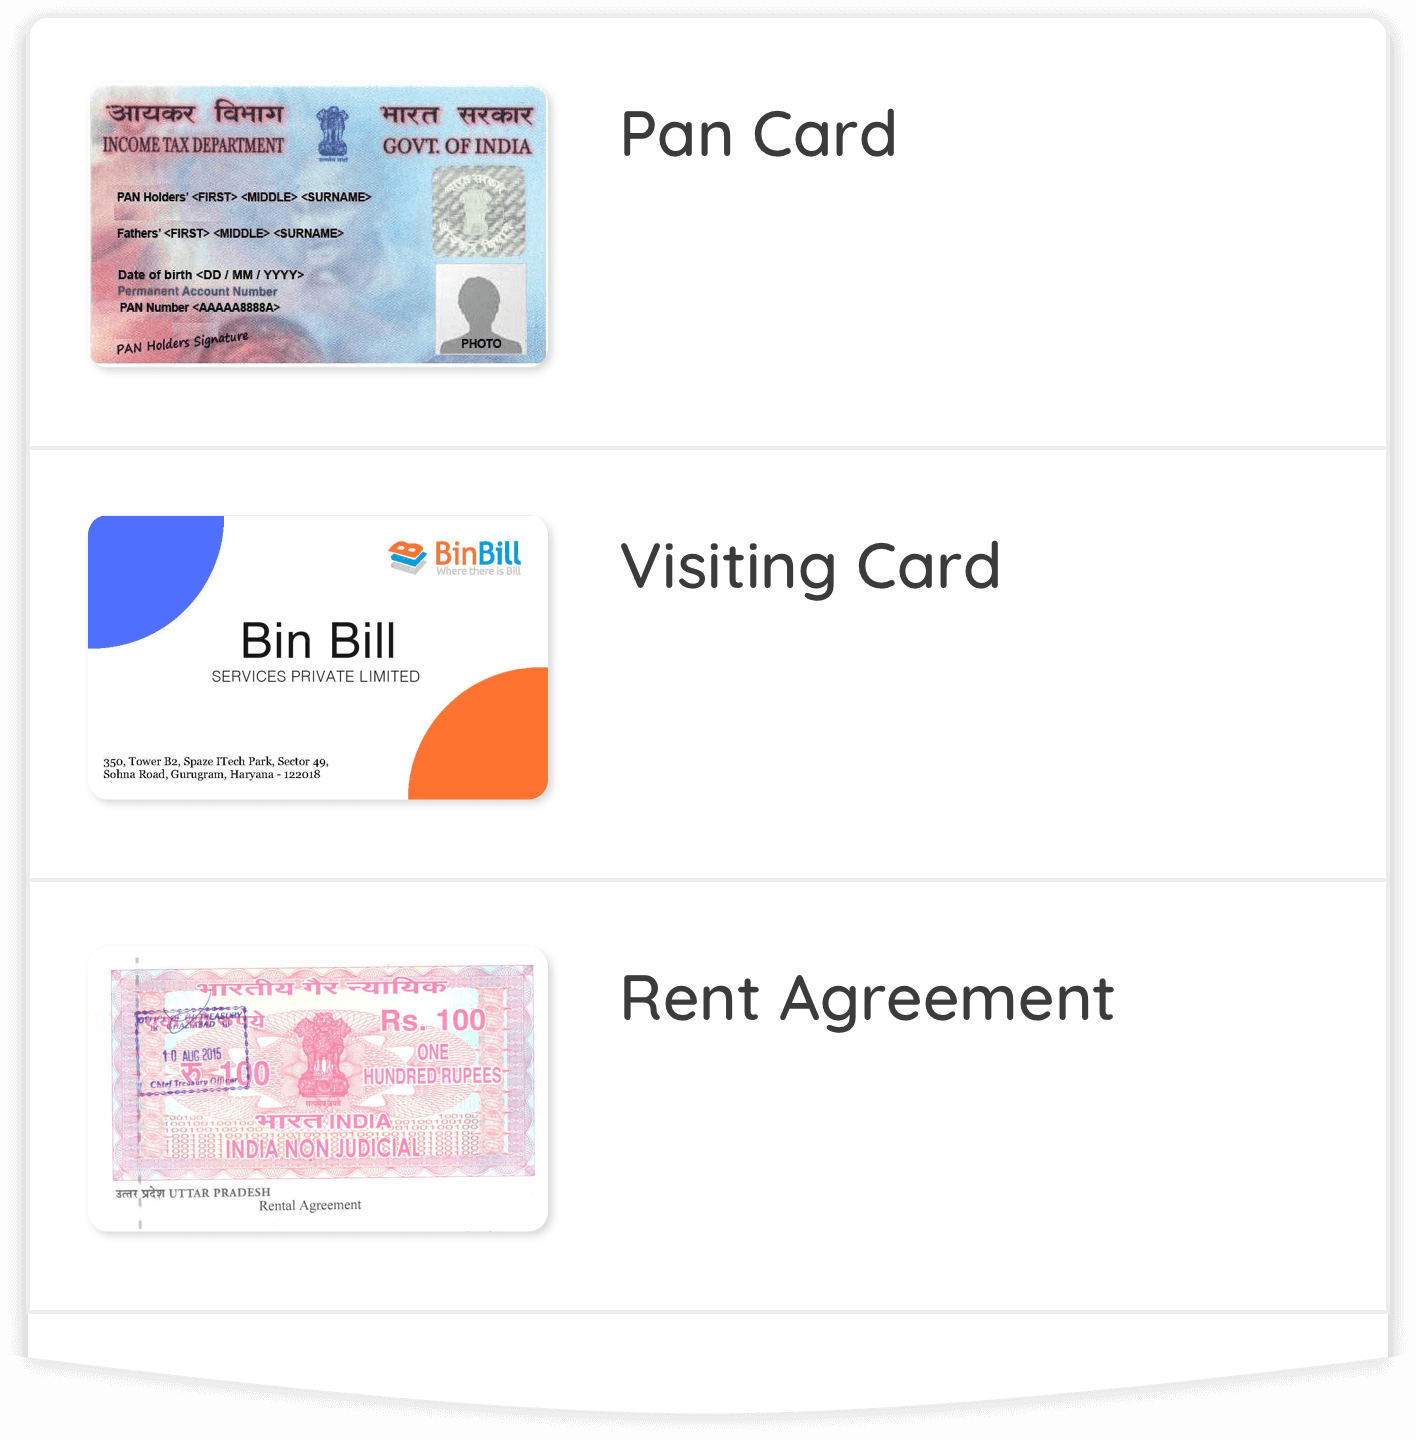 आयकर विभाग
INCOME TAX DEPARTMENT
भारत सरकार
GOVT. OF INDIA
PAN Holders' <FIRST> <MIDDLE> <SURNAME>
Fathers' <FIRST> <MIDDLE> <SURNAME>
Date of birth <DD / MM / YYYY>
Permanent Account Number
PAN Number <AAAAA8888A>
PAN Holders Signature
PHOTO
Pan Card
BinBill
Where there is Bill
Bin Bill
SERVICES PRIVATE LIMITED
350, Tower B2, Spaze ITech Park, Sector 49,
Sohna Road, Gurugram, Haryana - 122018
Visiting Card
भारतीय गैर न्यायिक
Rs. 100
10 AUG 2015
रु 100
Chief Treasury Officer
ONE
HUNDRED RUPEES
भारत INDIA
INDIA NON JUDICIAL
उत्तर प्रदेश UTTAR PRADESH
Rental Agreement
Rent Agreement